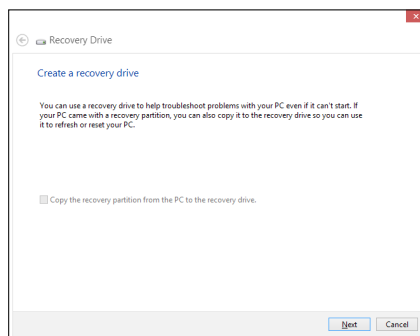 Recovery Drive
Create a recovery drive
You can use a recovery drive to help troubleshoot problems with your PC even if it can't start. If
your PC came with a recovery partition, you can also copy it to the recovery drive so you can use
it to refresh or reset your PC.
Copy the recovery partition from the PC to the recovery drive.
Next Cancel